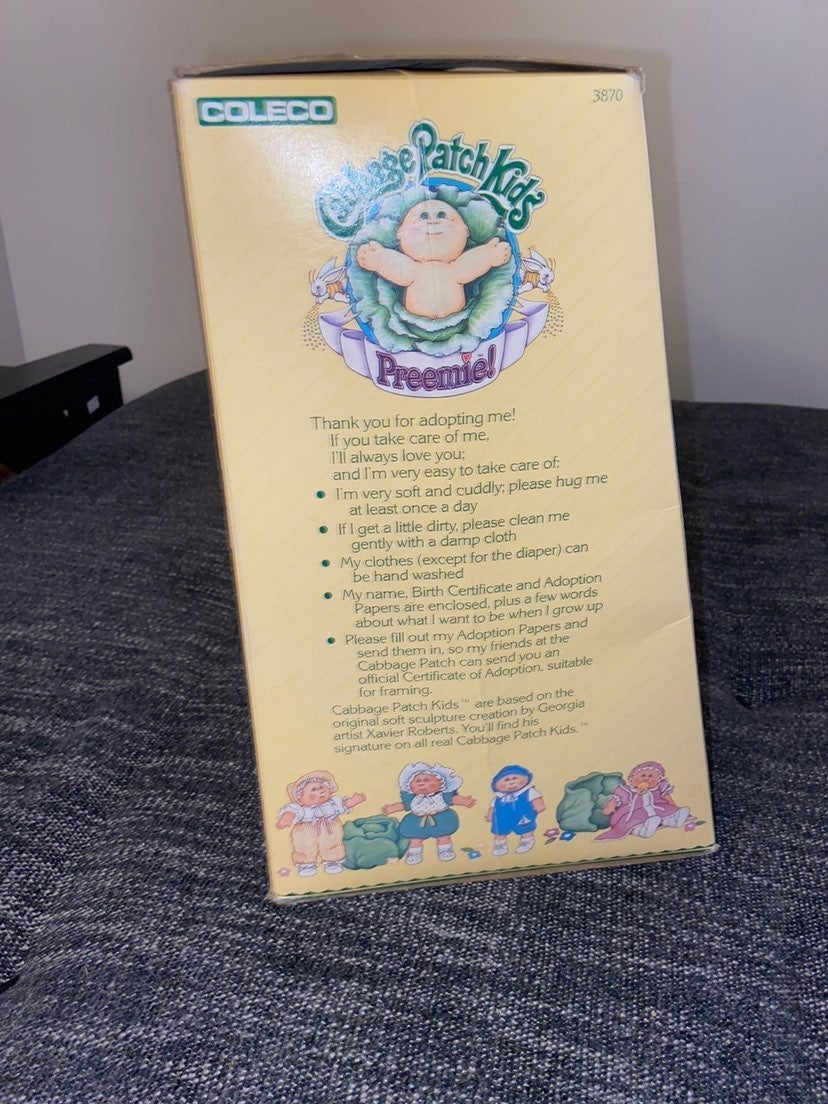 COLECO
3870
Cabbage Patch Kids
Preemie!™
Thank you for adopting me!
If you take care of me,
I'll always love you;
and I'm very easy to take care of:
• I'm very soft and cuddly; please hug me
at least once a day
• If I get a little dirty, please clean me
gently with a damp cloth
• My clothes (except for the diaper) can
be hand washed
• My name, Birth Certificate and Adoption
Papers are enclosed, plus a few words
about what I want to be when I grow up
• Please fill out my Adoption Papers and
send them in, so my friends at the
Cabbage Patch can send you an
official Certificate of Adoption, suitable
for framing.
Cabbage Patch Kids™ are based on the
original soft sculpture creation by Georgia
artist Xavier Roberts. You'll find his
signature on all real Cabbage Patch Kids.™